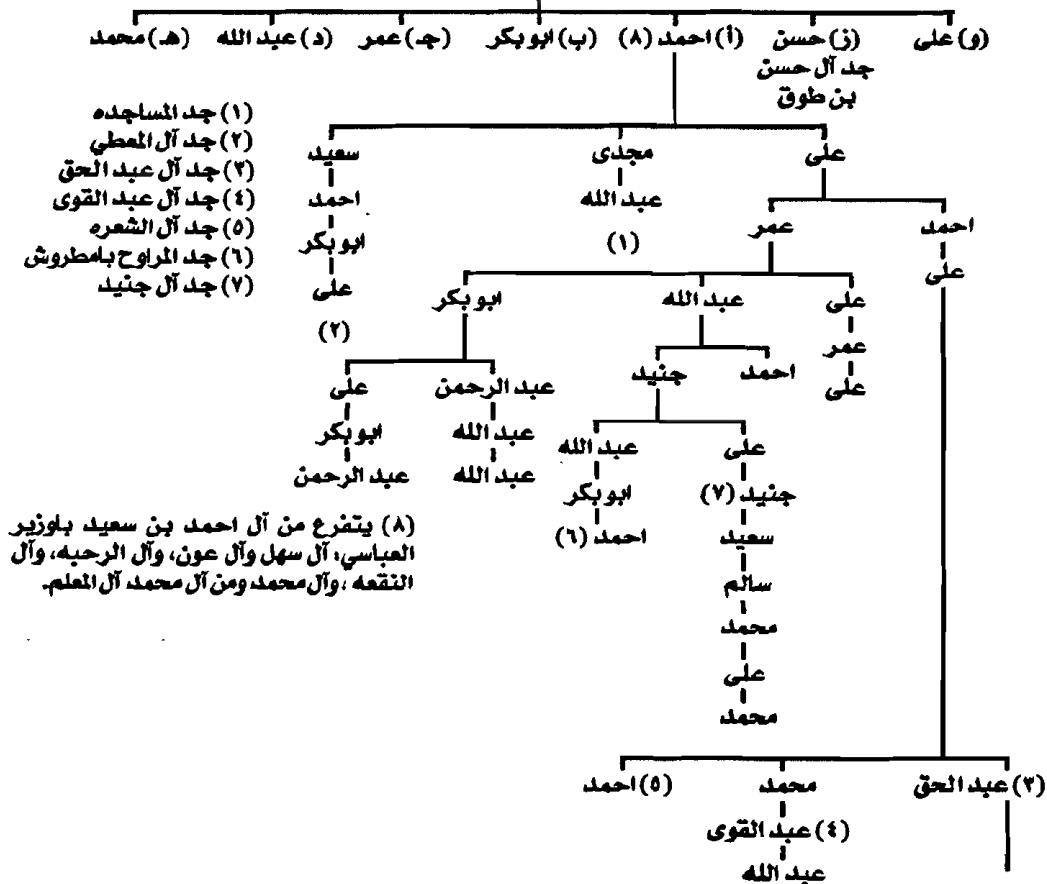 (و) على (ز) حسن (أ) احمد (٨) (ب) ابو بكر (جـ) عمر (د) عبد الله (هـ) محمد
جد آل حسن
بن طوق
(١) جد المساجده
(٢) جد آل المعطي
(٣) جد آل عبد الحق
(٤) جد آل عبد القوى
(٥) جد آل الشعره
(٦) جد المراوح بامطروش
(٧) جد آل جنيد
على مجدى سعيد
عبد الله احمد
احمد عمر (١) ابو بكر
على على
(٢)
على عبد الله ابو بكر
عمر
على
احمد جنيد عبد الرحمن على
عبد الله ابو بكر
عبد الله عبد الرحمن
على عبد الله
جنيد (٧) ابو بكر
سعيد احمد (٦)
سالم
محمد
على
محمد
(٨) يتفرع من آل احمد بن سعيد باوزير
العباسي، آل سهل وآل عون، وآل الرحبه، وآل
النقعه، وآل محمد ومن آل محمد آل المعلم.
(٣) عبد الحق محمد (٥) احمد
(٤) عبد القوى
عبد الله